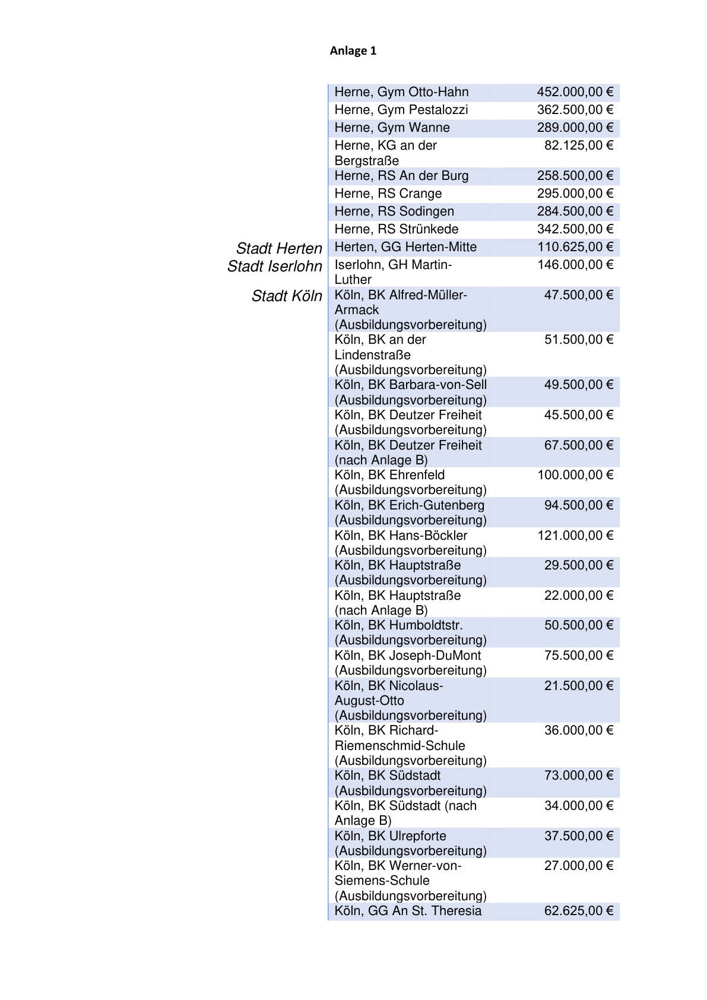 Anlage 1
Herne, Gym Otto-Hahn 452.000,00 €
Herne, Gym Pestalozzi 362.500,00 €
Herne, Gym Wanne 289.000,00 €
Herne, KG an der 82.125,00 €
Bergstraße
Herne, RS An der Burg 258.500,00 €
Herne, RS Crange 295.000,00 €
Herne, RS Sodingen 284.500,00 €
Herne, RS Strünkede 342.500,00 €
Stadt Herten Herten, GG Herten-Mitte 110.625,00 €
Stadt Iserlohn Iserlohn, GH Martin- 146.000,00 €
Luther
Stadt Köln Köln, BK Alfred-Müller- 47.500,00 €
Armack
(Ausbildungsvorbereitung)
Köln, BK an der 51.500,00 €
Lindenstraße
(Ausbildungsvorbereitung)
Köln, BK Barbara-von-Sell 49.500,00 €
(Ausbildungsvorbereitung)
Köln, BK Deutzer Freiheit 45.500,00 €
(Ausbildungsvorbereitung)
Köln, BK Deutzer Freiheit 67.500,00 €
(nach Anlage B)
Köln, BK Ehrenfeld 100.000,00 €
(Ausbildungsvorbereitung)
Köln, BK Erich-Gutenberg 94.500,00 €
(Ausbildungsvorbereitung)
Köln, BK Hans-Böckler 121.000,00 €
(Ausbildungsvorbereitung)
Köln, BK Hauptstraße 29.500,00 €
(Ausbildungsvorbereitung)
Köln, BK Hauptstraße 22.000,00 €
(nach Anlage B)
Köln, BK Humboldtstr. 50.500,00 €
(Ausbildungsvorbereitung)
Köln, BK Joseph-DuMont 75.500,00 €
(Ausbildungsvorbereitung)
Köln, BK Nicolaus- 21.500,00 €
August-Otto
(Ausbildungsvorbereitung)
Köln, BK Richard- 36.000,00 €
Riemenschmid-Schule
(Ausbildungsvorbereitung)
Köln, BK Südstadt 73.000,00 €
(Ausbildungsvorbereitung)
Köln, BK Südstadt (nach 34.000,00 €
Anlage B)
Köln, BK Ulrepforte 37.500,00 €
(Ausbildungsvorbereitung)
Köln, BK Werner-von- 27.000,00 €
Siemens-Schule
(Ausbildungsvorbereitung)
Köln, GG An St. Theresia 62.625,00 €